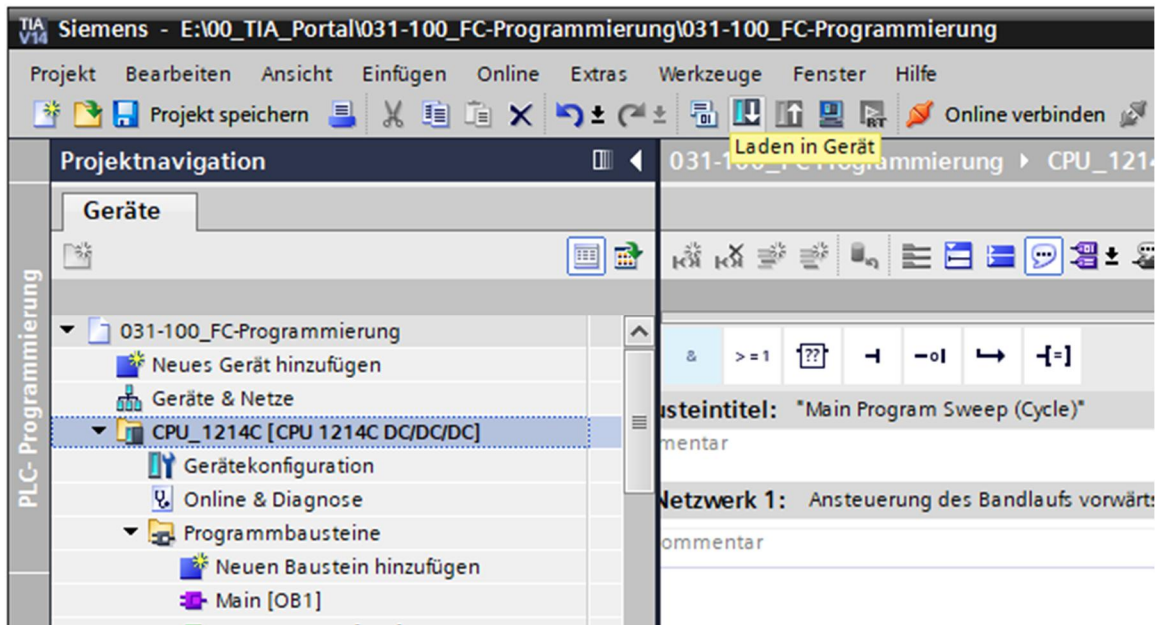 TIA V14 Siemens - E:\00_TIA_Portal\031-100_FC-Programmierung\031-100_FC-Programmierung
Projekt Bearbeiten Ansicht Einfügen Online Extras Werkzeuge Fenster Hilfe
Projekt speichern Online verbinden
Laden in Gerät
Projektnavigation
CPU_121
Geräte
PLC- Programmierung
031-100_FC-Programmierung
Neues Gerät hinzufügen
Geräte & Netze
CPU_1214C [CPU 1214C DC/DC/DC]
Gerätekonfiguration
Online & Diagnose
Programmbausteine
Neuen Baustein hinzufügen
Main [OB1]
& >=1 ?? -[=]
usteintitel: "Main Program Sweep (Cycle)"
mentar
Netzwerk 1: Ansteuerung des Bandlaufs vorwärts
ommentar